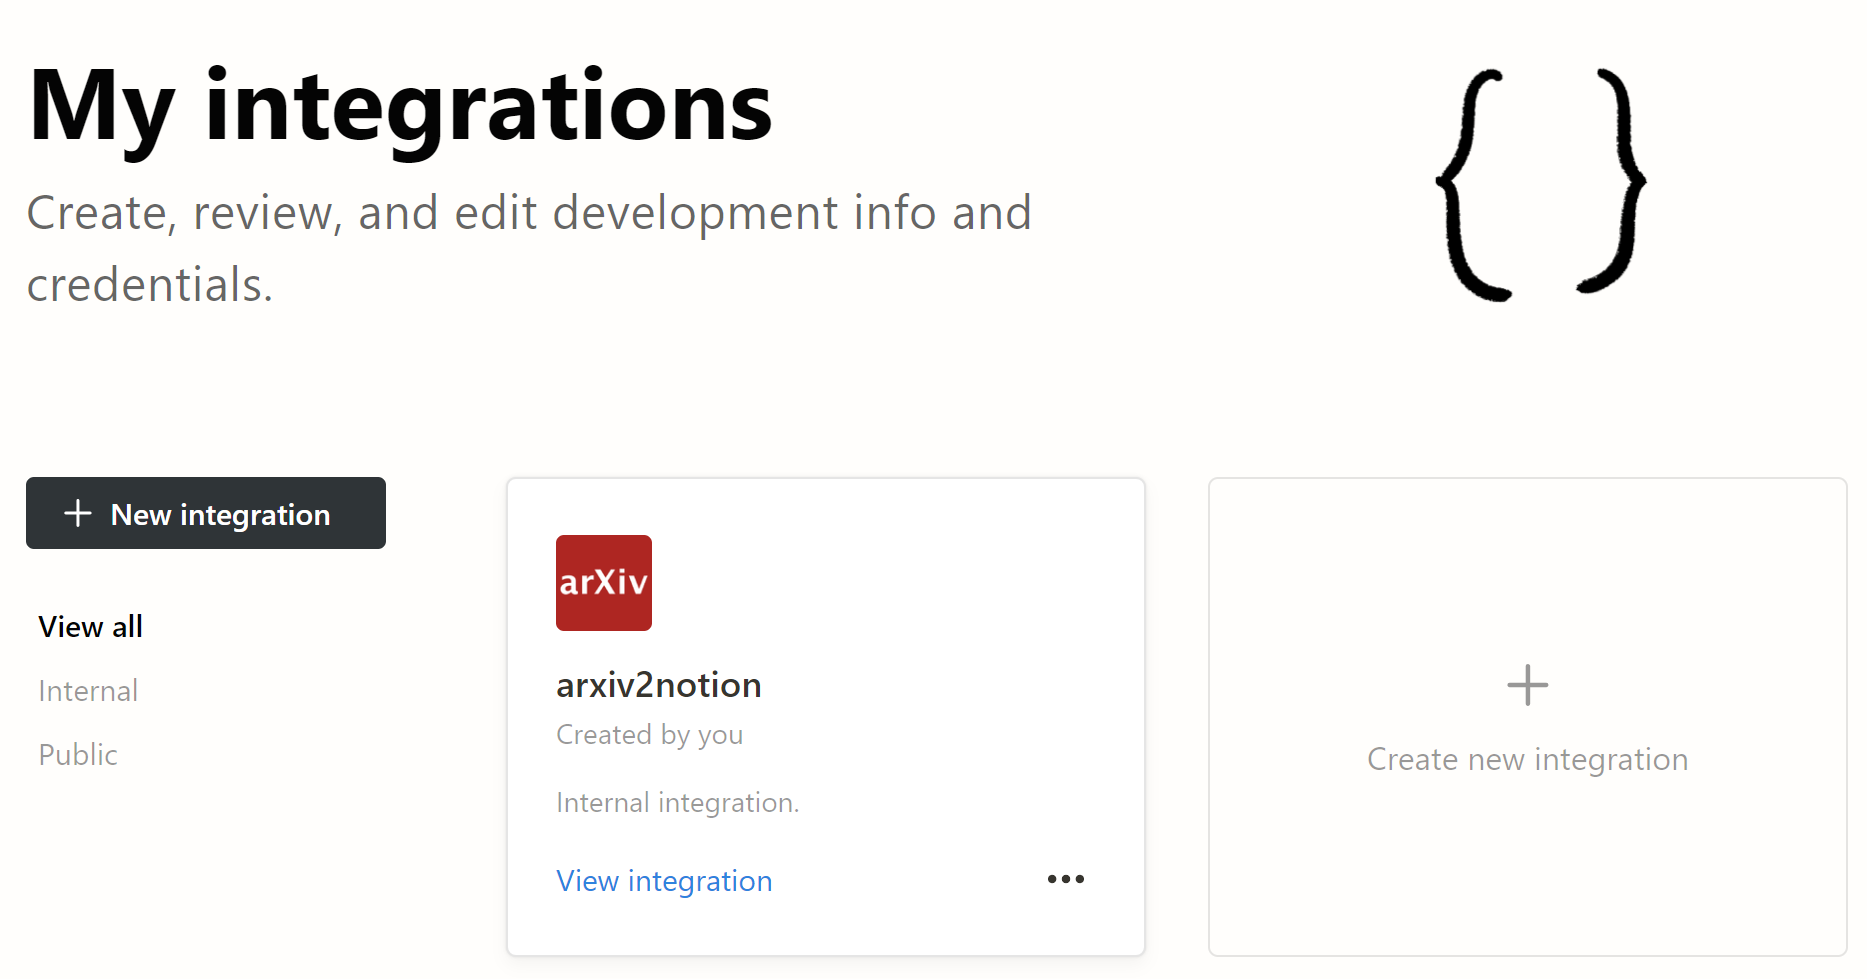 My integrations
Create, review, and edit development info and
credentials.
New integration
View all
Internal
Public
arXiv
arxiv2notion
Created by you
Internal integration.
View integration
Create new integration